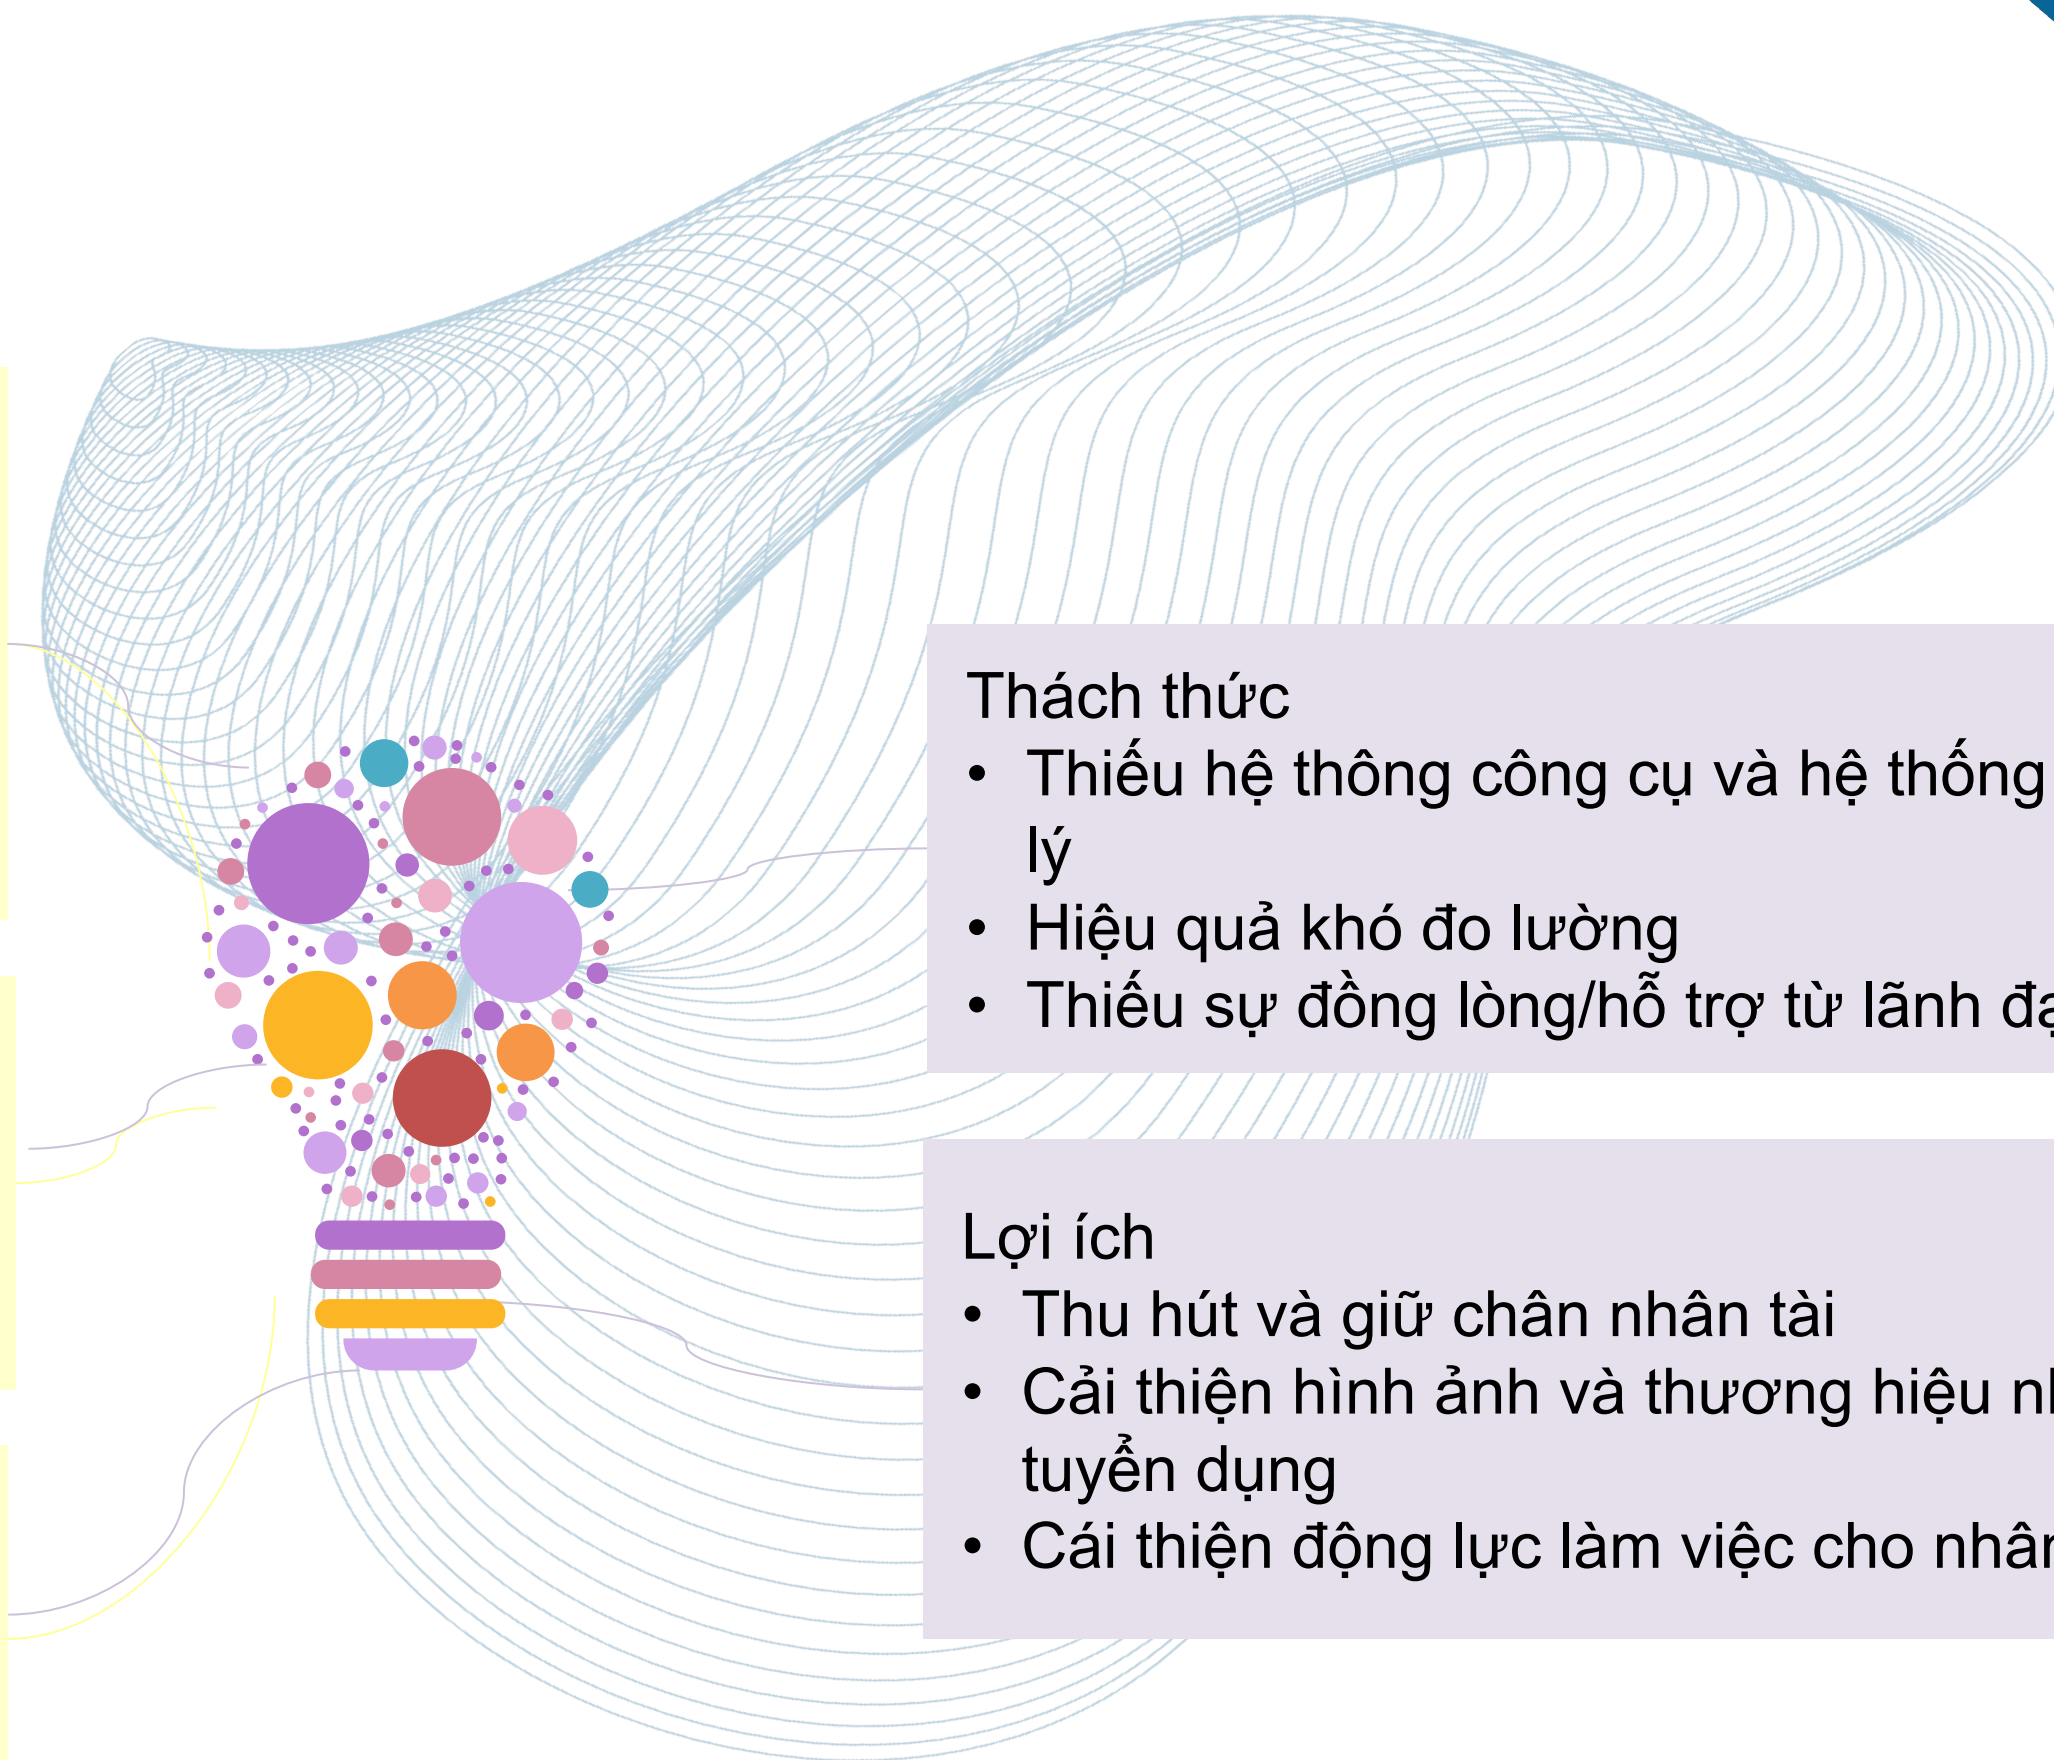 Thách thức
• Thiếu hệ thông công cụ và hệ thống
lý
• Hiệu quả khó đo lường
• Thiếu sự đồng lòng/hỗ trợ từ lãnh
Lợi ích
• Thu hút và giữ chân nhân tài
• Cải thiện hình ảnh và thương hiệu
tuyển dụng
• Cái thiện động lực làm việc cho